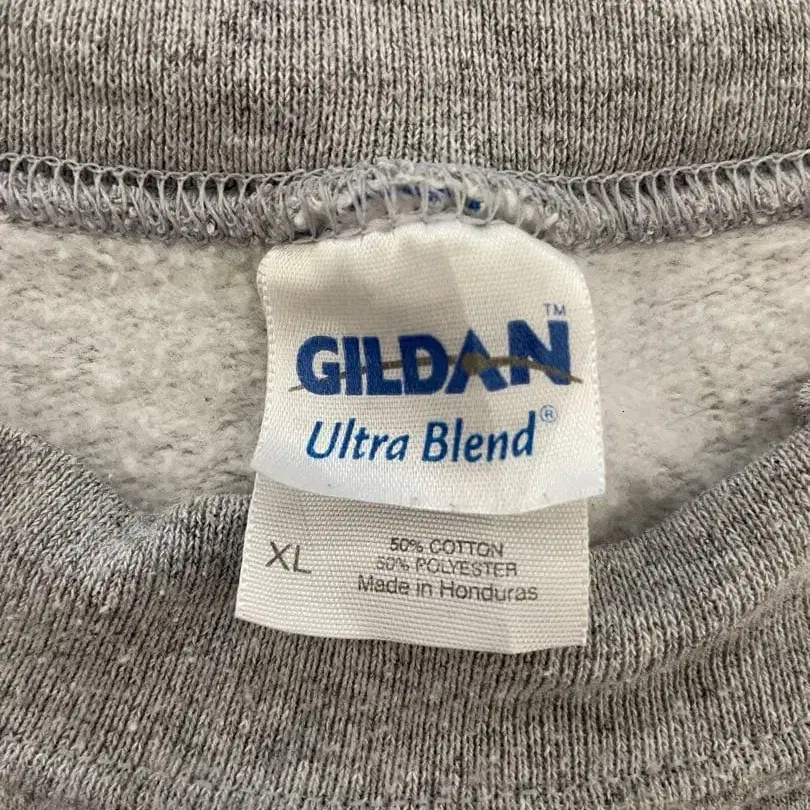 GILDAN™
Ultra Blend®
XL
50% COTTON
50% POLYESTER
Made in Honduras